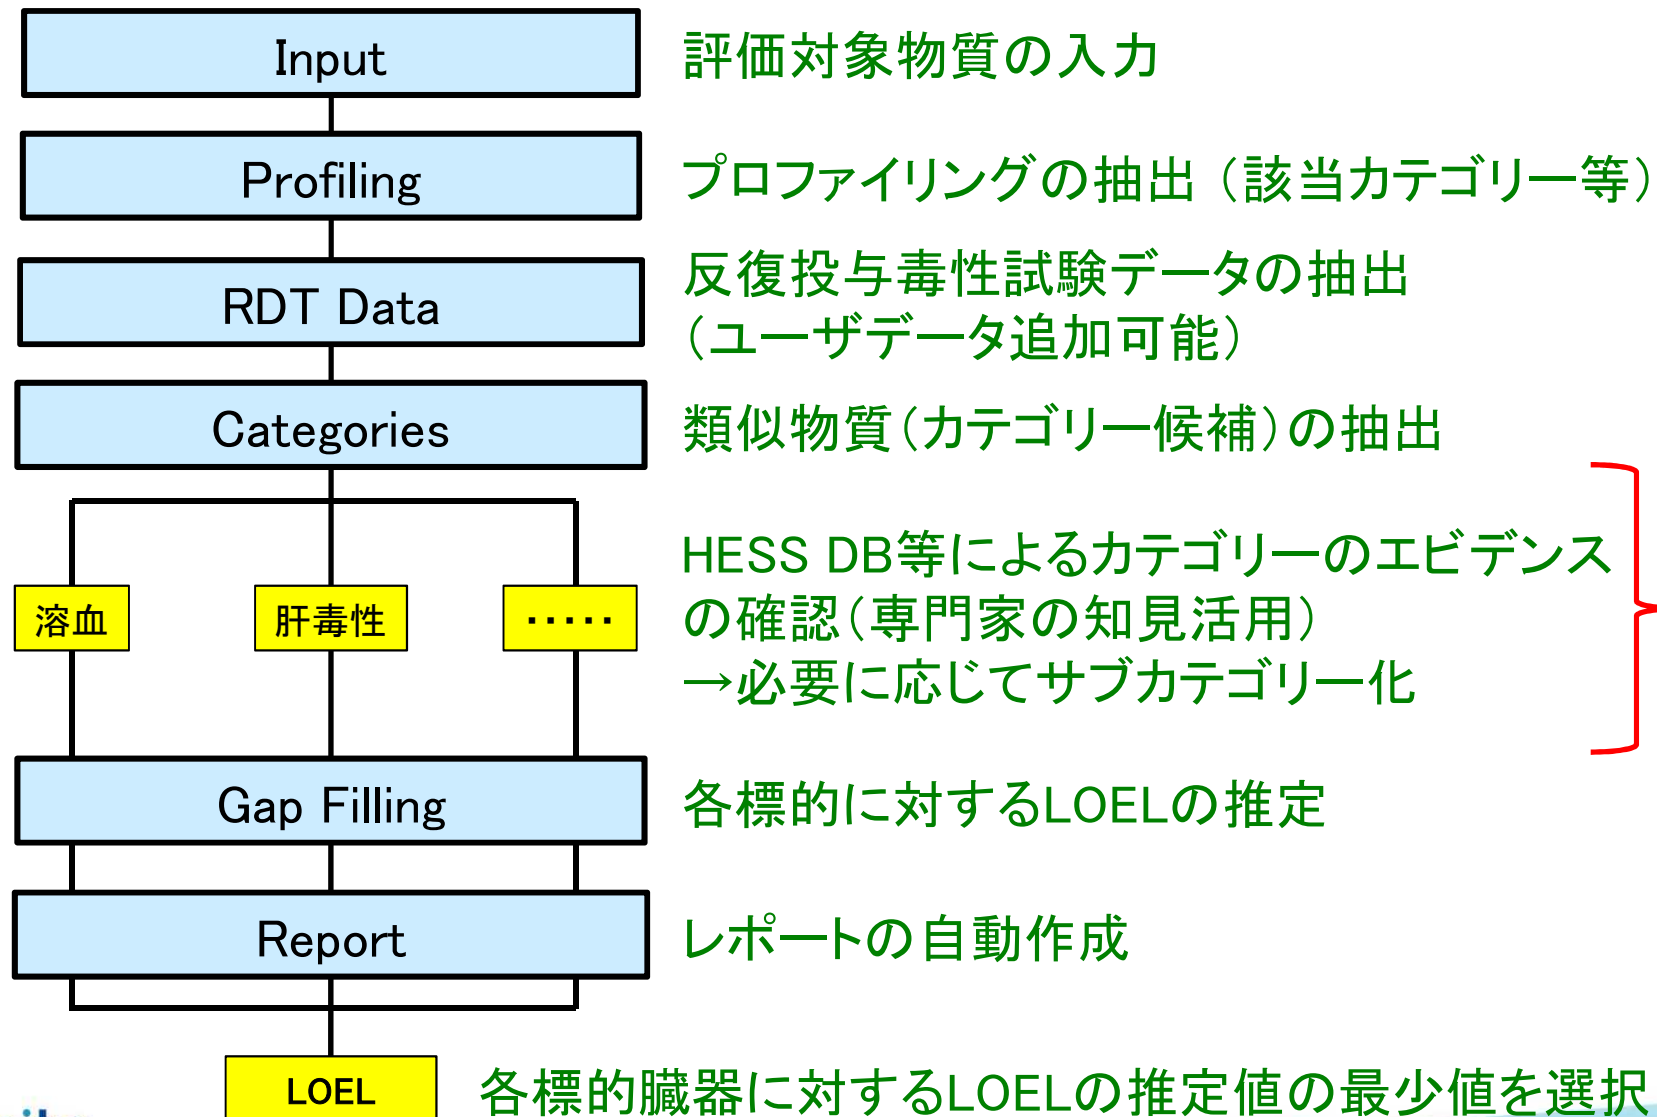 Input
評価対象物質の入力
Profiling
プロファイリングの抽出（該当カテゴリー等）
RDT Data
反復投与毒性試験データの抽出
（ユーザデータ追加可能）
Categories
類似物質（カテゴリー候補）の抽出
HESS DB等によるカテゴリーのエビデンス
の確認（専門家の知見活用）
→必要に応じてサブカテゴリー化
溶血
肝毒性
・・・・・
Gap Filling
各標的に対するLOELの推定
Report
レポートの自動作成
LOEL
各標的臓器に対するLOELの推定値の最少値を選択